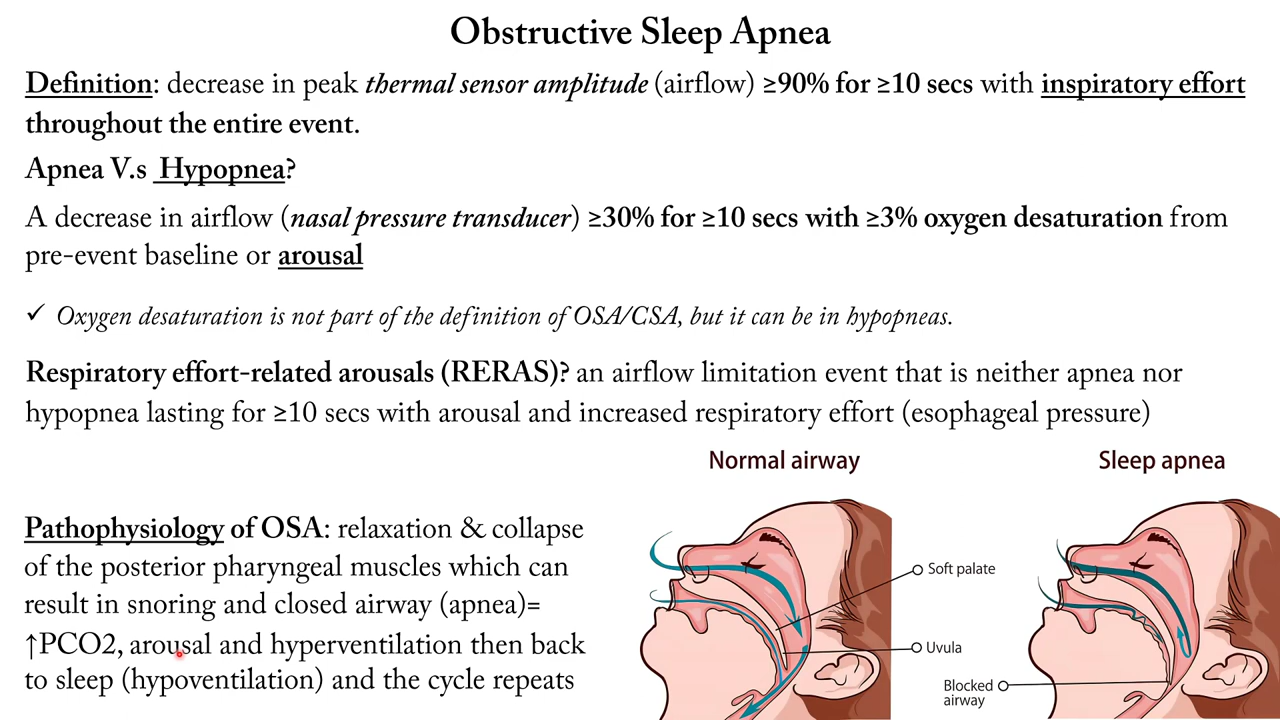 Obstructive Sleep Apnea
Definition: decrease in peak thermal sensor amplitude (airflow) ≥90% for ≥10 secs with inspiratory effort
throughout the entire event.
Apnea V.s Hypopnea?
A decrease in airflow (nasal pressure transducer) ≥30% for ≥10 secs with ≥3% oxygen desaturation from
pre-event baseline or arousal
✓ Oxygen desaturation is not part of the definition of OSA/CSA, but it can be in hypopneas.
Respiratory effort-related arousals (RERAS)? an airflow limitation event that is neither apnea nor
hypopnea lasting for ≥10 secs with arousal and increased respiratory effort (esophageal pressure)
Pathophysiology of OSA: relaxation & collapse
of the posterior pharyngeal muscles which can
result in snoring and closed airway (apnea)=
↑PCO2, arousal and hyperventilation then back
to sleep (hypoventilation) and the cycle repeats
Normal airway
Sleep apnea
Soft palate
Uvula
Blocked
airway